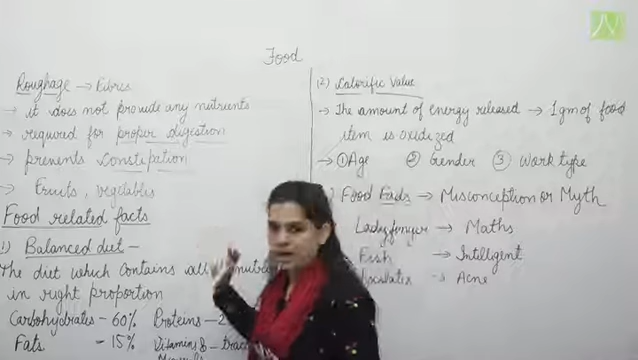 Food
Roughage → Fibres
→ it does not provide any nutrients
→ required for proper digestion
→ prevents Constipation
→ Fruits, vegetables
Food related facts
1) Balanced diet –
The diet which contains all
in right proportion
Carbohydrates – 60% Proteins –
Fats = 15% Vitamins &
(2) Calorific Value
→ The amount of energy released → 1gm of food
item is oxidized
→ ① Age ② Gender ③ Work type
Food Fads → Misconception or Myth
Ladyfinger → Maths
Fish → Intelligent
→ Acne